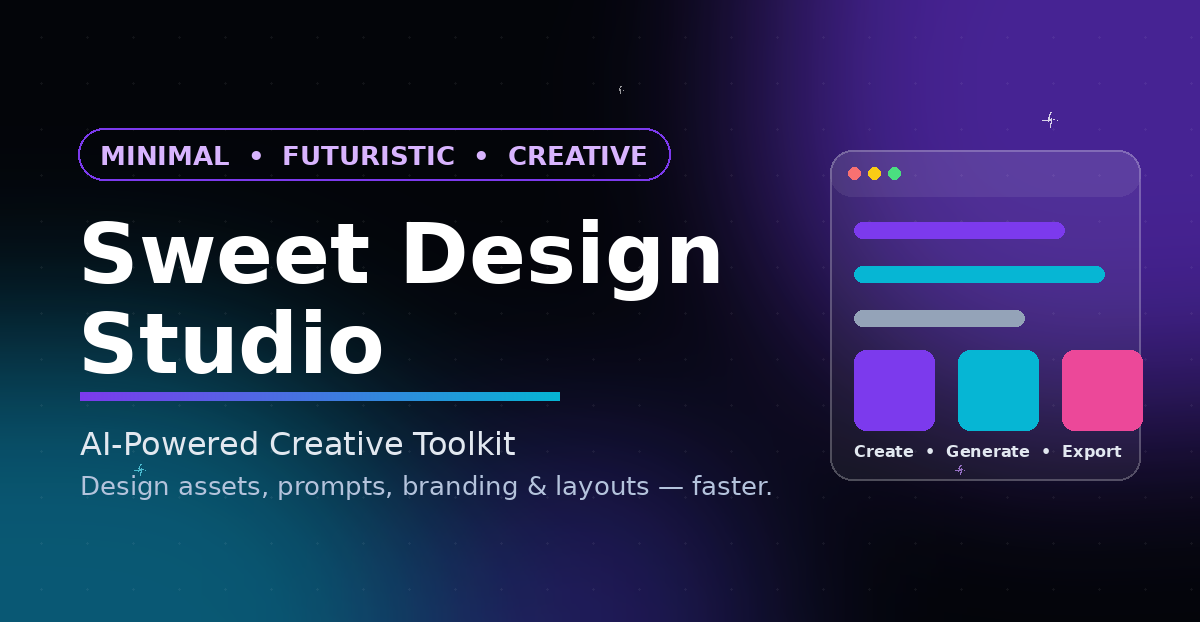 MINIMAL • FUTURISTIC • CREATIVE
Sweet Design
Studio
AI-Powered Creative Toolkit
Design assets, prompts, branding & layouts — faster.
Create • Generate • Export